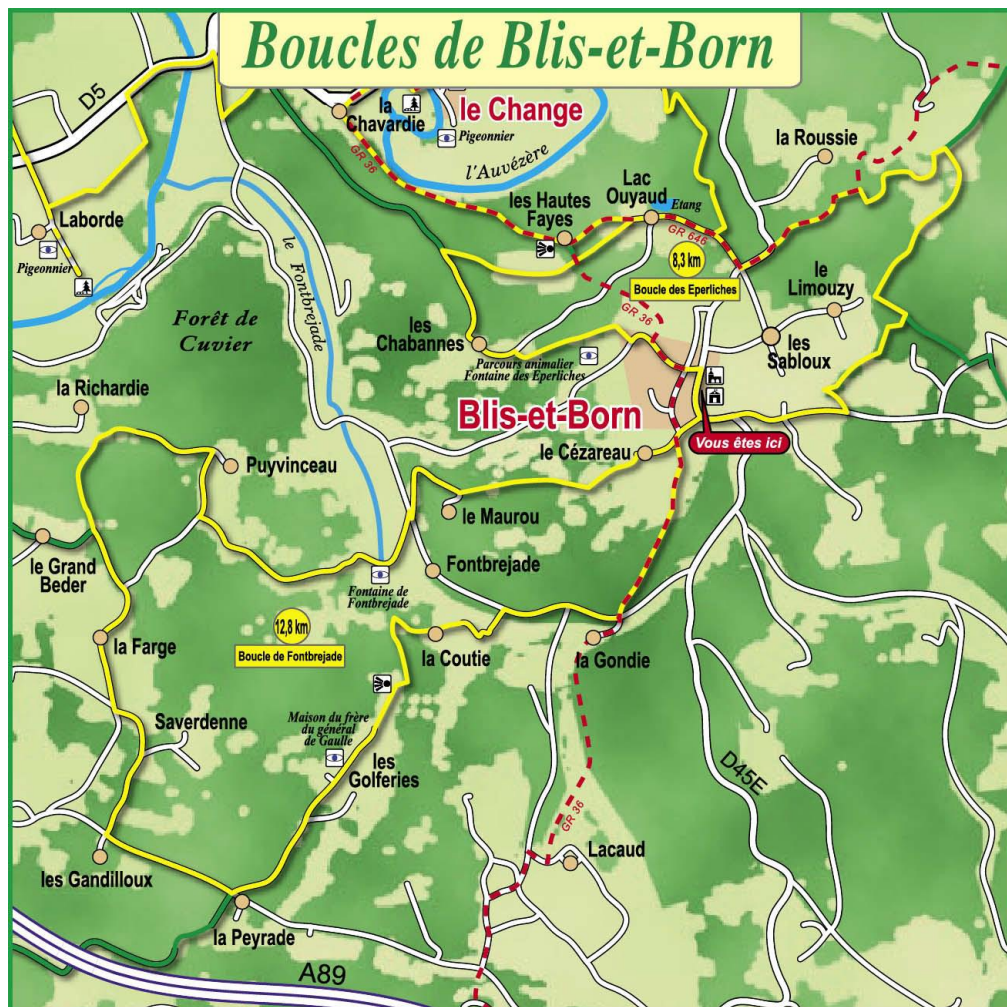 Boucles de Blis-et-Born
D5
la
Chavardie
le Change
Pigeonnier
GR 36
l'Auvézère
la Roussie
Laborde
Pigeonnier
le Fontbrejade
les Hautes
Fayes
Lac
Ouyaud
Etang
GR 646
8,3 km
Boucle des Eperliches
le
Limouzy
Forêt de
Cuvier
GR 36
les
Chabannes
Parcours animalier
Fontaine des Eperliches
les
Sabloux
la Richardie
Blis-et-Born
Vous êtes ici
le Cézareau
Puyvinceau
le Maurou
le Grand
Beder
Fontbrejade
Fontaine de
Fontbrejade
12,8 km
Boucle de Fontbrejade
la Farge
la Coutie
la Gondie
Saverdenne
Maison du frère
du général
de Gaulle
les
Golferies
D45E
GR 36
Lacaud
les Gandilloux
la Peyrade
A89